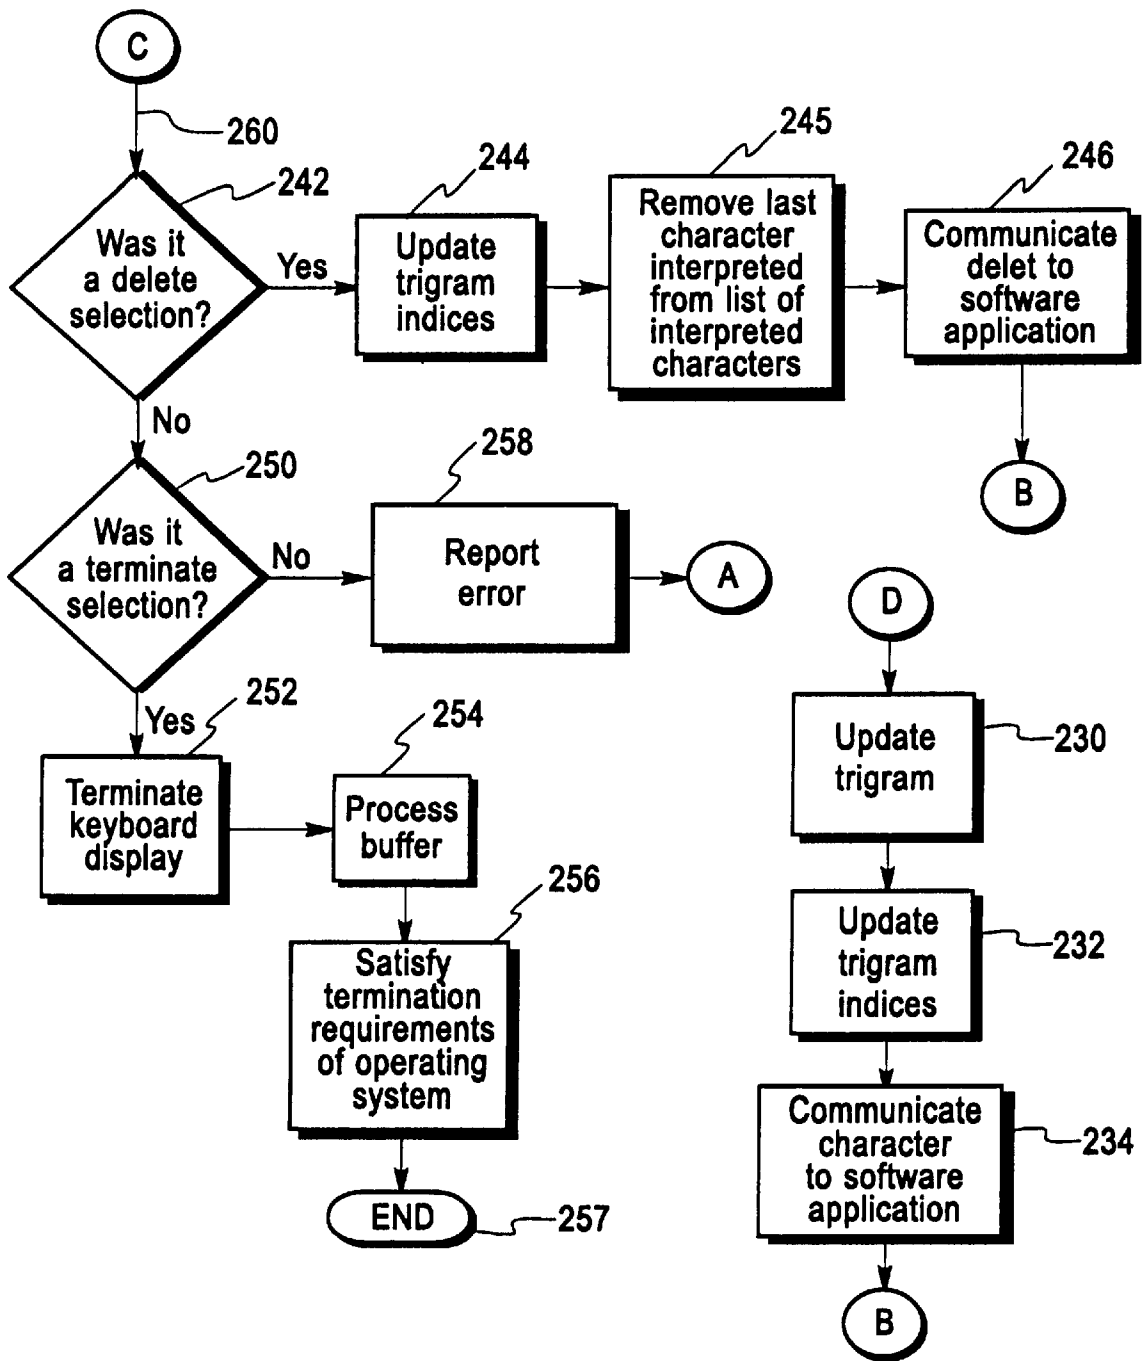 C
260
242
Was it
a delete
selection?
Yes
244
Update
trigram
indices
245
Remove last
character
interpreted
from list of
interpreted
characters
246
Communicate
delet to
software
application
B
No
250
Was it
a terminate
selection?
No
258
Report
error
A
Yes
252
Terminate
keyboard
display
254
Process
buffer
256
Satisfy
termination
requirements
of operating
system
END
257
D
Update
trigram
230
Update
trigram
indices
232
Communicate
character
to software
application
234
B